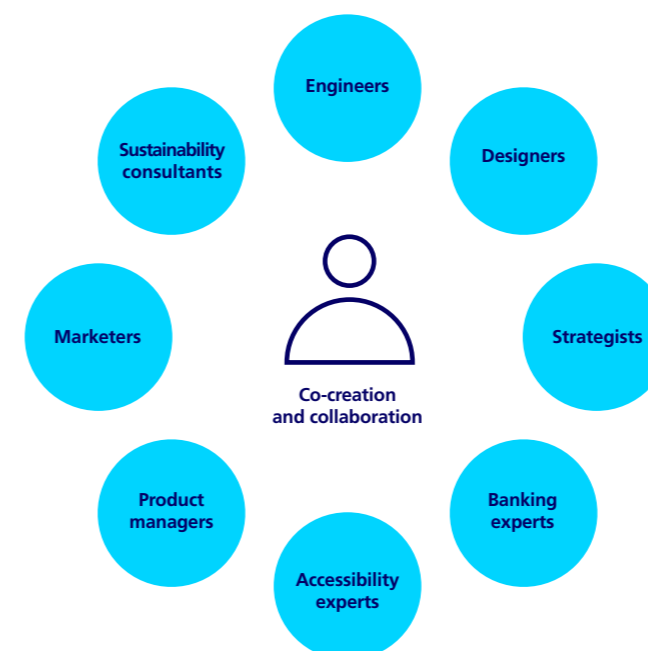 Engineers
Sustainability
consultants
Designers
Marketers
Strategists
Co-creation
and collaboration
Product
managers
Banking
experts
Accessibility
experts